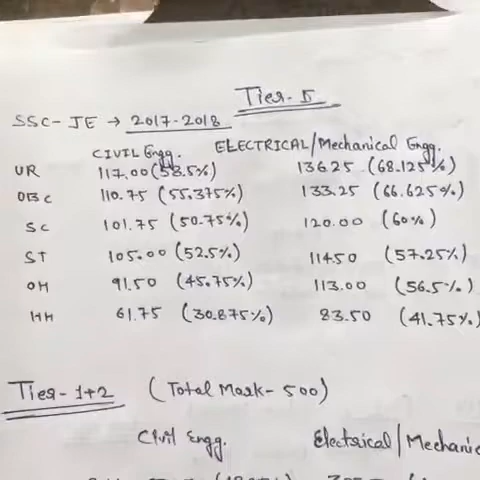 Tier-I
SSC-JE → 2017-2018
CIVIL Engg. ELECTRICAL/Mechanical Engg.
UR 117.00 (58.5%) 136.25 (68.125%)
OBC 110.75 (55.375%) 133.25 (66.625%)
SC 101.75 (50.75%) 120.00 (60%)
ST 105.00 (52.5%) 114.50 (57.25%)
OH 91.50 (45.75%) 113.00 (56.5%)
HH 61.75 (30.875%) 83.50 (41.75%)
Tier-1+2 (Total Mark-500)
Civil Engg. Electrical/Mechanic